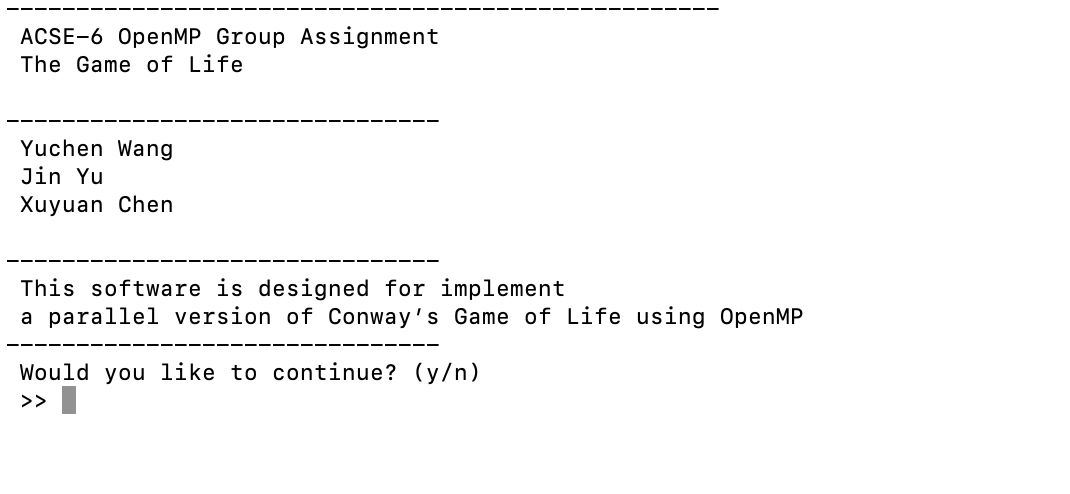 ---------------------------------------------------
ACSE-6 OpenMP Group Assignment
The Game of Life
-------------------------------
Yuchen Wang
Jin Yu
Xuyuan Chen
-------------------------------
This software is designed for implement
a parallel version of Conway's Game of Life using OpenMP
-------------------------------
Would you like to continue? (y/n)
>>